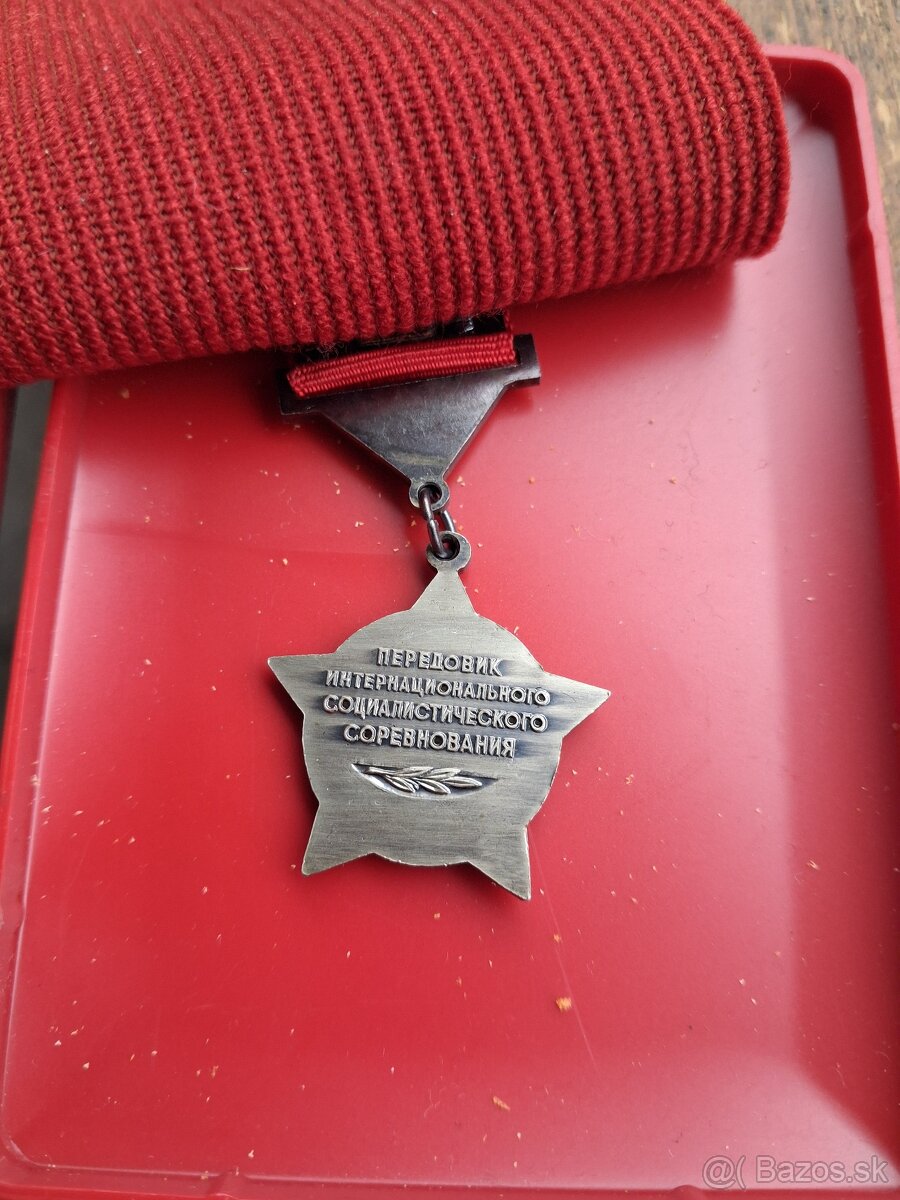 ПЕРЕДОВИК
ИНТЕРНАЦИОНАЛЬНОГО
СОЦИАЛИСТИЧЕСКОГО
СОРЕВНОВАНИЯ
@( Bazos.sk